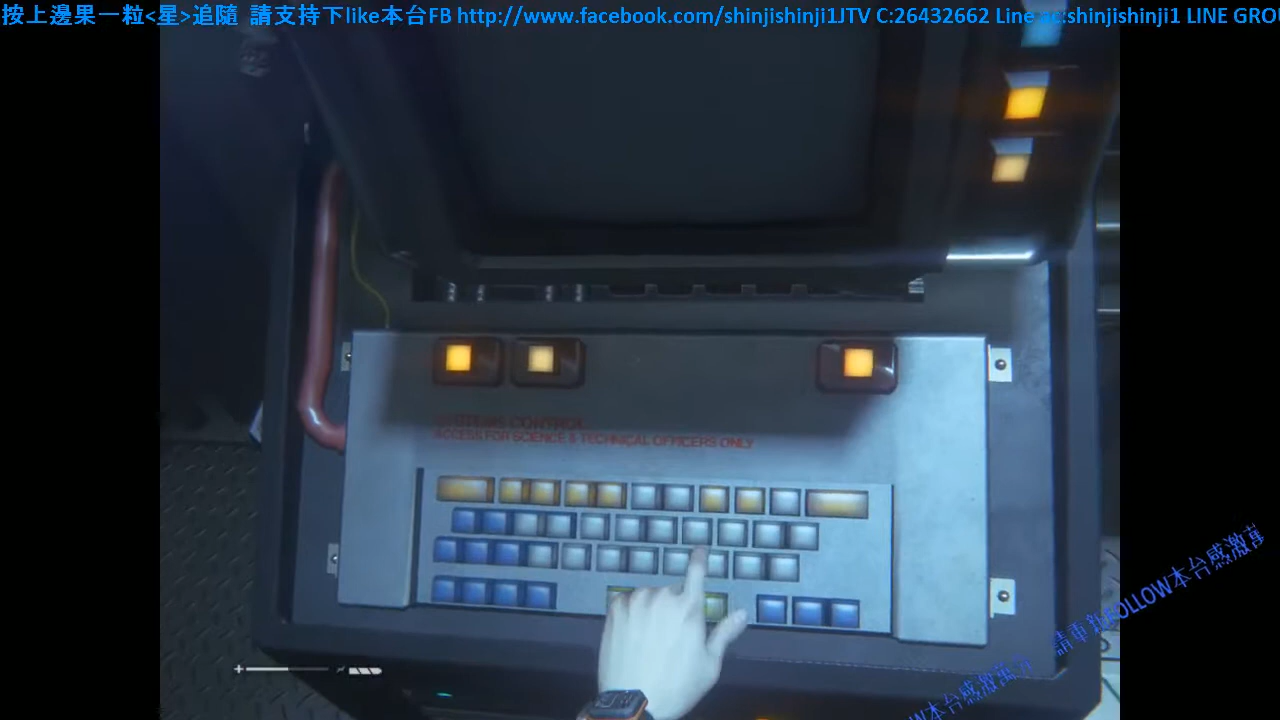 按上邊果一粒<星>追隨 請支持下like本台FB http://www.facebook.com/shinjishinji1JTV C:26432662 Line ac:shinjishinji1 LINE GROU
SYSTEMS CONTROL
ACCESS FOR SCIENCE & TECHNICAL OFFICERS ONLY
請重新FOLLOW本台感激萬
W本台感激萬